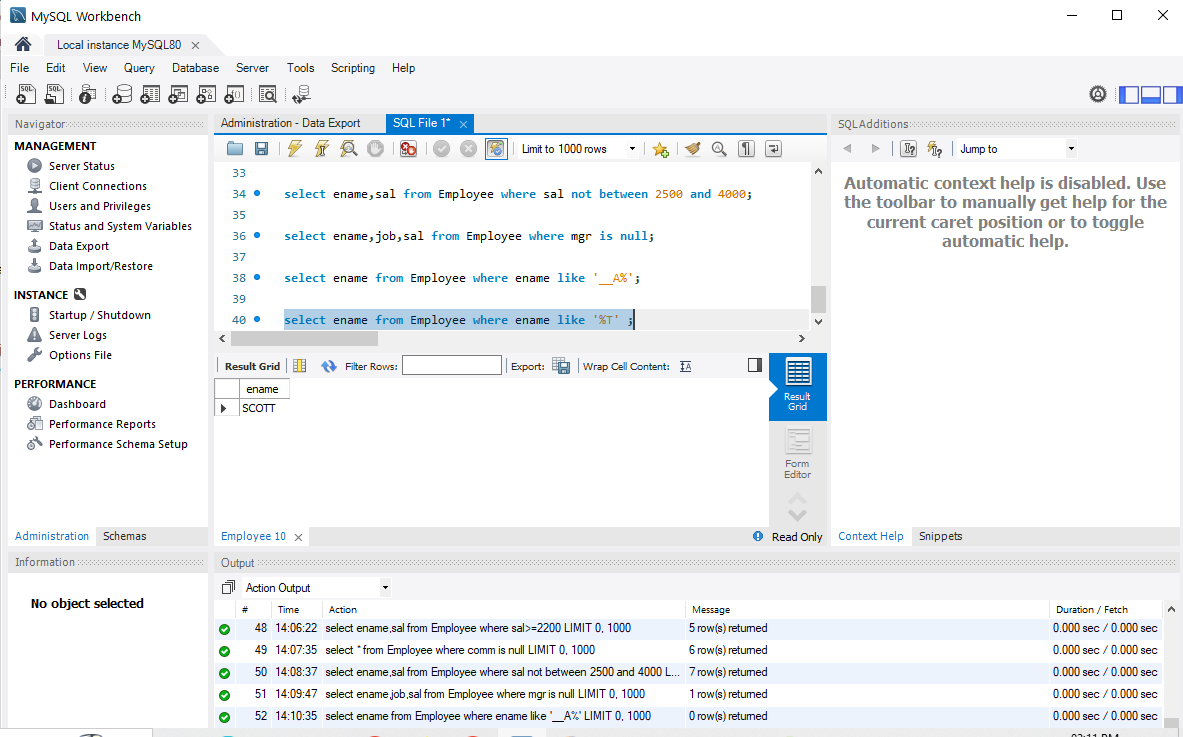 MySQL Workbench
Local instance MySQL80
File Edit View Query Database Server Tools Scripting Help
Navigator
MANAGEMENT
Server Status
Client Connections
Users and Privileges
Status and System Variables
Data Export
Data Import/Restore
INSTANCE
Startup / Shutdown
Server Logs
Options File
PERFORMANCE
Dashboard
Performance Reports
Performance Schema Setup
Administration Schemas
Information
No object selected
Administration - Data Export SQL File 1*
Limit to 1000 rows
33
34 select ename,sal from Employee where sal not between 2500 and 4000;
35
36 select ename,job,sal from Employee where mgr is null;
37
38 select ename from Employee where ename like '__A%';
39
40 select ename from Employee where ename like '%T' ;
Result Grid Filter Rows: Export: Wrap Cell Content:
ename
SCOTT
Result Grid
Form Editor
Employee 10
Read Only
SQLAdditions
Jump to
Automatic context help is disabled. Use
the toolbar to manually get help for the
current caret position or to toggle
automatic help.
Context Help Snippets
Output
Action Output
# Time Action Message Duration / Fetch
48 14:06:22 select ename,sal from Employee where sal>=2200 LIMIT 0, 1000 5 row(s) returned 0.000 sec / 0.000 sec
49 14:07:35 select * from Employee where comm is null LIMIT 0, 1000 6 row(s) returned 0.000 sec / 0.000 sec
50 14:08:37 select ename,sal from Employee where sal not between 2500 and 4000 L... 7 row(s) returned 0.000 sec / 0.000 sec
51 14:09:47 select ename,job,sal from Employee where mgr is null LIMIT 0, 1000 1 row(s) returned 0.000 sec / 0.000 sec
52 14:10:35 select ename from Employee where ename like '__A%' LIMIT 0, 1000 0 row(s) returned 0.000 sec / 0.000 sec